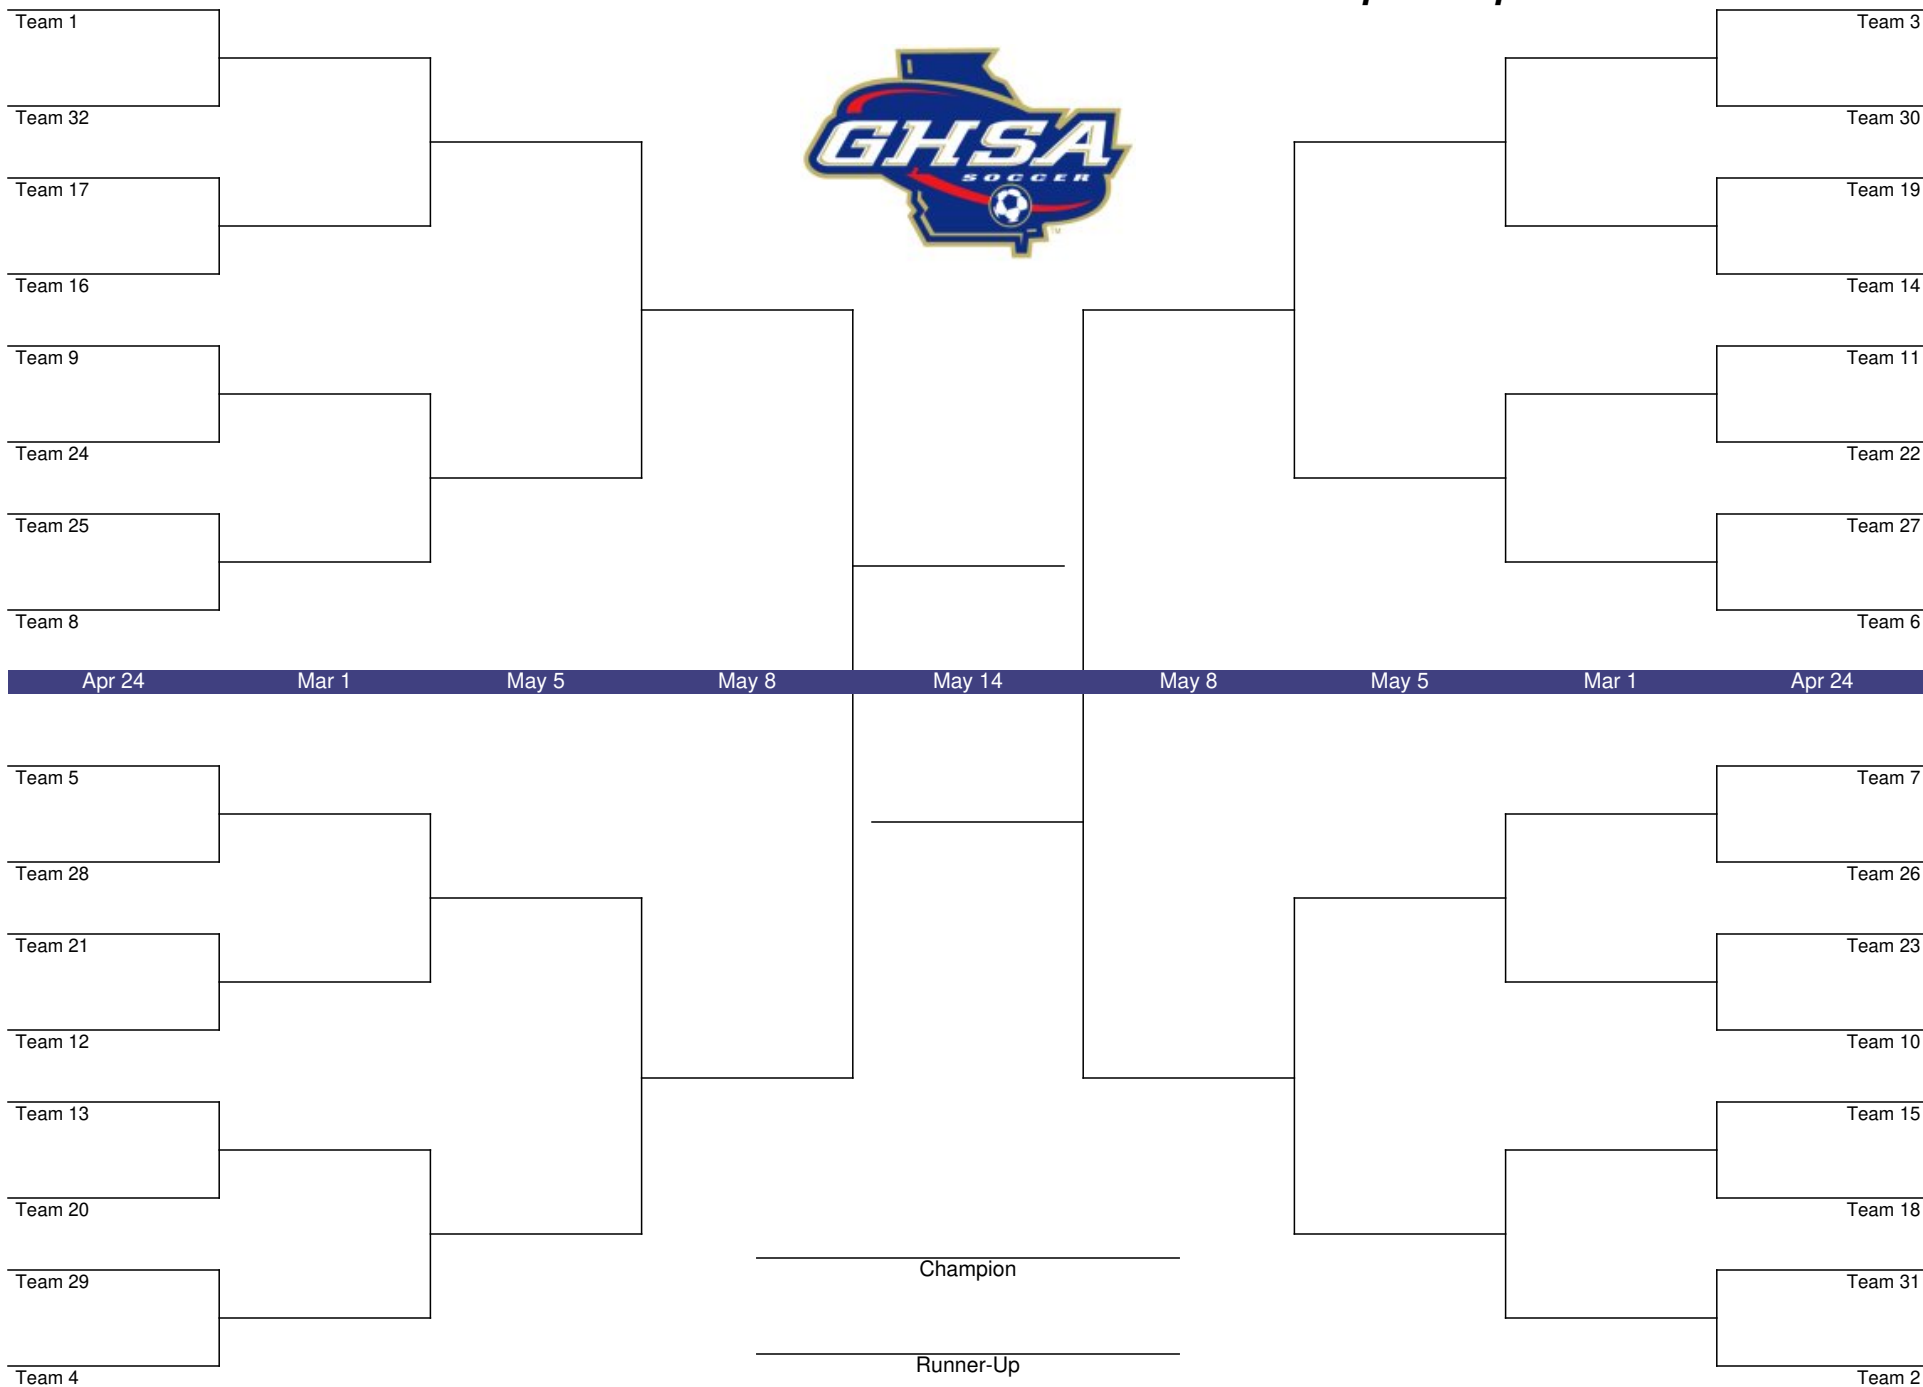 Team 1
Team 32
Team 17
Team 16
Team 9
Team 24
Team 25
Team 8
GHSA
SOCCER
TM
Team 3
Team 30
Team 19
Team 14
Team 11
Team 22
Team 27
Team 6
Apr 24 Mar 1 May 5 May 8 May 14 May 8 May 5 Mar 1 Apr 24
Team 5
Team 28
Team 21
Team 12
Team 13
Team 20
Team 29
Team 4
Champion
Runner-Up
Team 7
Team 26
Team 23
Team 10
Team 15
Team 18
Team 31
Team 2